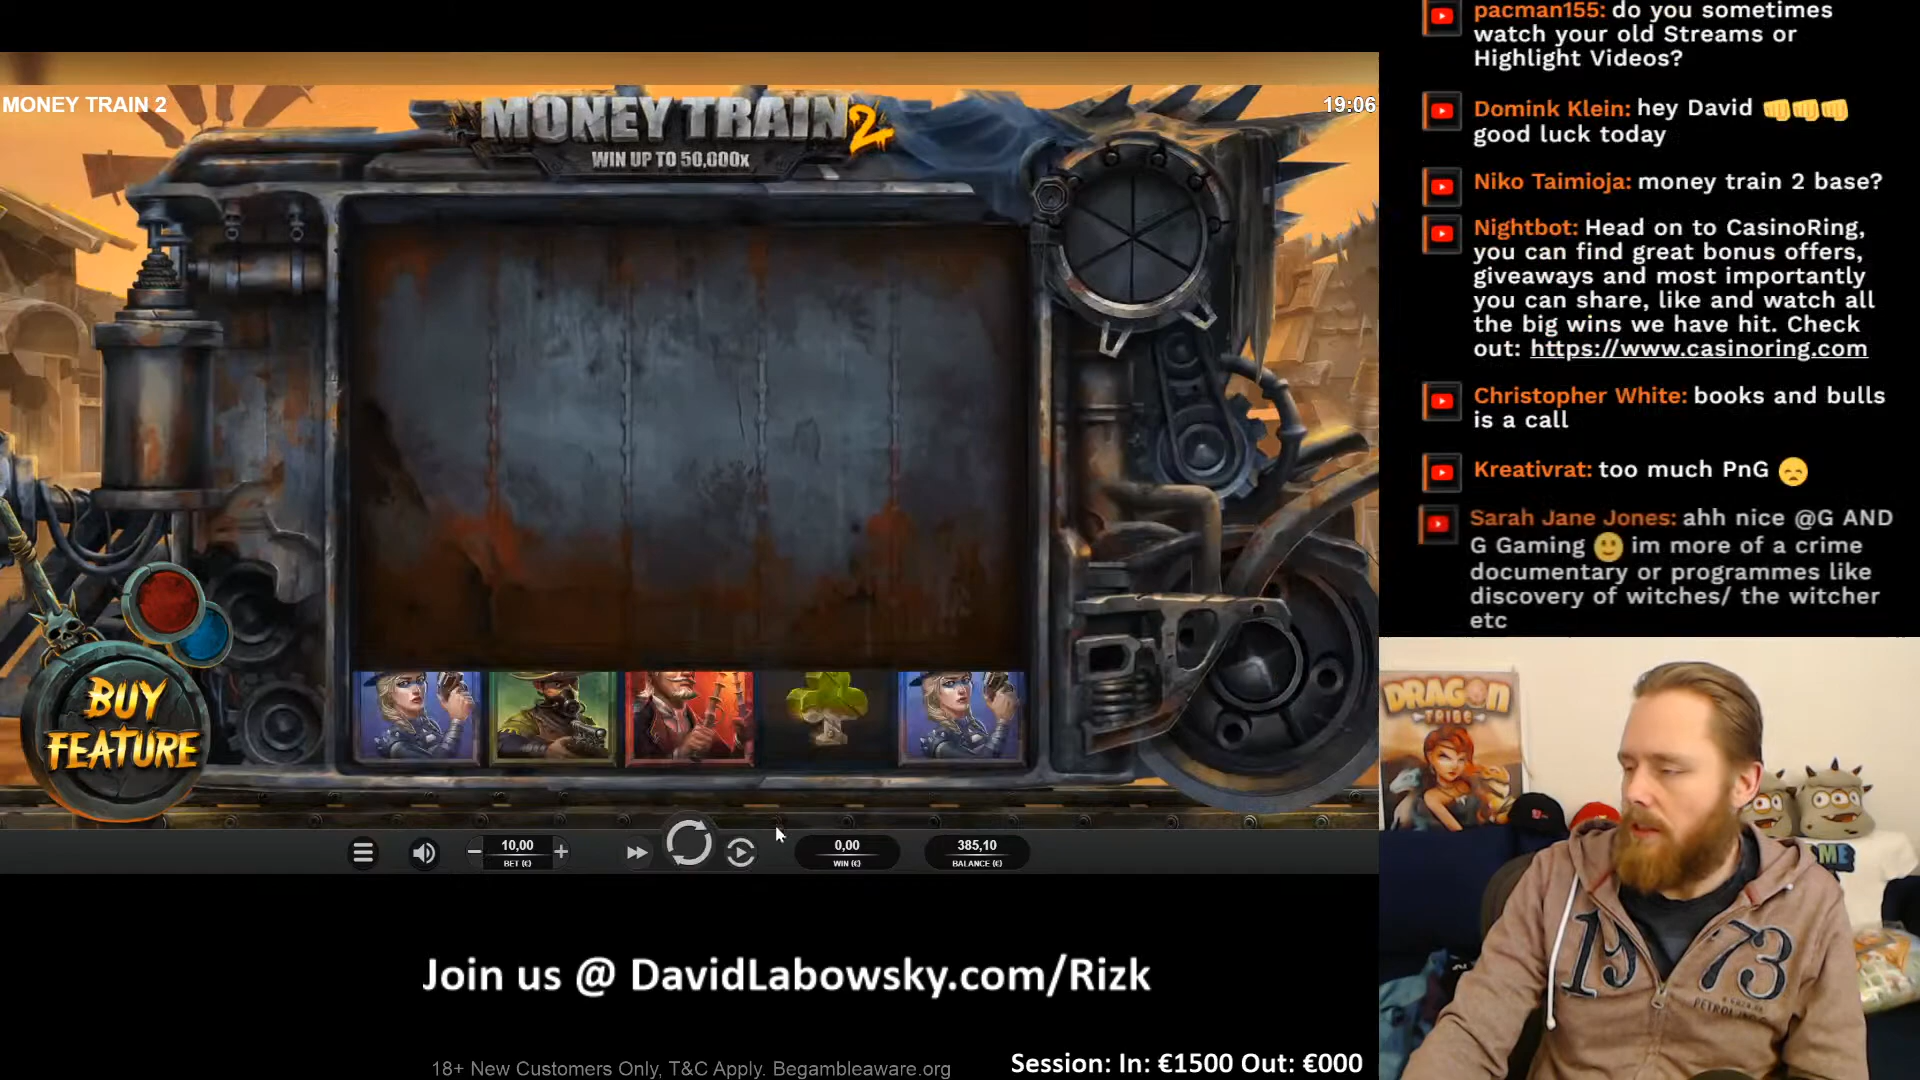 MONEY TRAIN 2
MONEY TRAIN 2
WIN UP TO 50,000x
19:06
BUY
FEATURE
10,00
BET (€)
0,00
WIN (€)
385,10
BALANCE (€)
Join us @ DavidLabowsky.com/Rizk
18+ New Customers Only, T&C Apply. Begambleaware.org
Session: In: €1500 Out: €000
pacman155: do you sometimes
watch your old Streams or
Highlight Videos?
Domink Klein: hey David 👊👊👊
good luck today
Niko Taimioja: money train 2 base?
Nightbot: Head on to CasinoRing,
you can find great bonus offers,
giveaways and most importantly
you can share, like and watch all
the big wins we have hit. Check
out: https://www.casinoring.com
Christopher White: books and bulls
is a call
Kreativrat: too much PnG 😞
Sarah Jane Jones: ahh nice @G AND
G Gaming 🙂 im more of a crime
documentary or programmes like
discovery of witches/ the witcher
etc
DRAGON
TRIBE
1973